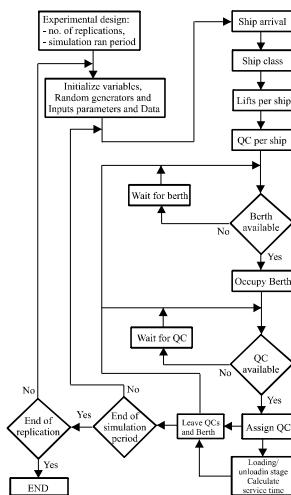 Experimental design:
- no. of replications,
- simulation ran period
Initialize variables,
Random generators and
Inputs parameters and Data
Ship arrival
Ship class
Lifts per ship
QC per ship
Wait for berth
Berth
available
No
Yes
Occupy Berth
Wait for QC
QC
available
No
Yes
Assign QC
Loading/
unloadin stage
Calculate
service time
Leave QCs
and Berth
End of
simulation
period
No
Yes
End of
replication
No
Yes
END